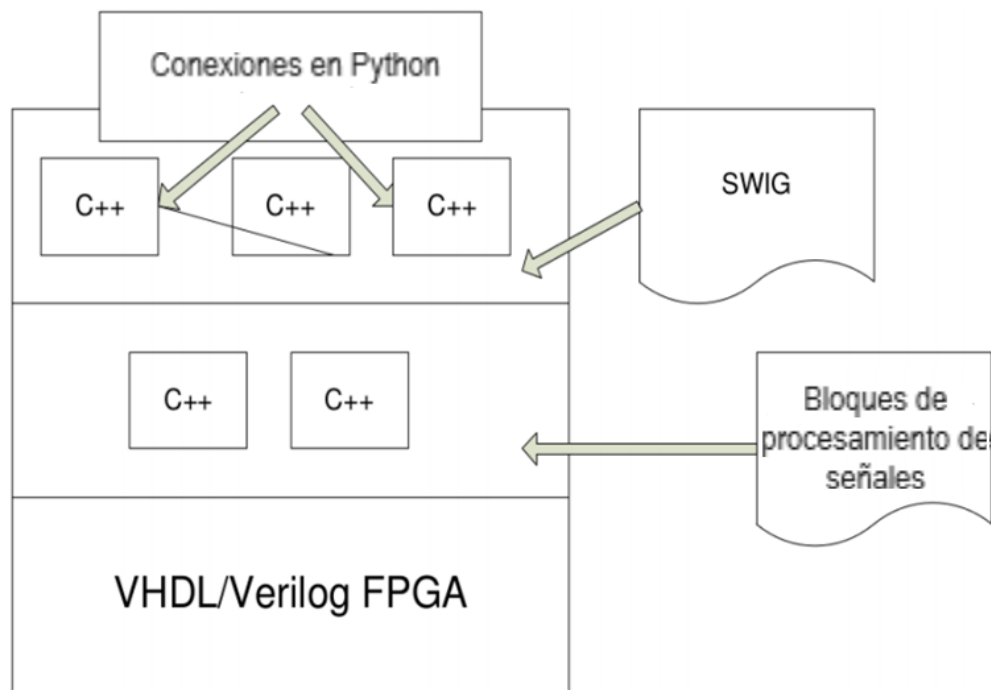 Conexiones en Python
C++
C++
C++
SWIG
C++
C++
Bloques de
procesamiento de
señales
VHDL/Verilog FPGA